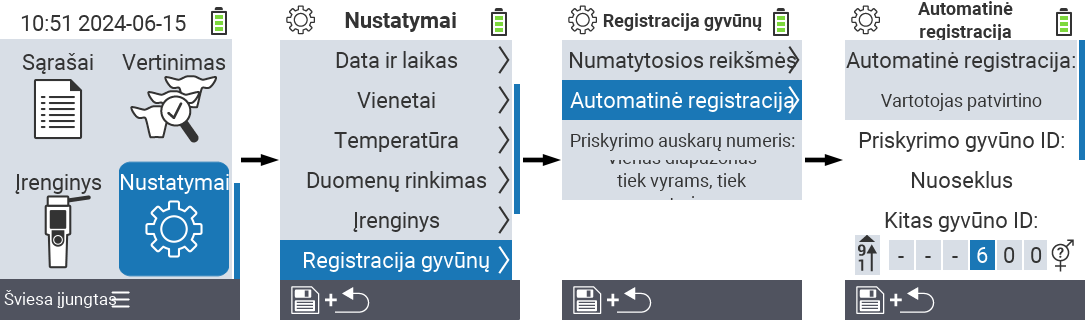 10:51 2024-06-15
Sąrašai
Vertinimas
Įrenginys
Nustatymai
Šviesa įjungtas
Nustatymai
Data ir laikas
Vienetai
Temperatūra
Duomenų rinkimas
Įrenginys
Registracija gyvūnų
Registracija gyvūnų
Numatytosios reikšmės
Automatinė registracija
Priskyrimo auskarų numeris:
vienas diapazonas
tiek vyrams, tiek
Automatinė
registracija
Automatinė registracija:
Vartotojas patvirtino
Priskyrimo gyvūno ID:
Nuoseklus
Kitas gyvūno ID:
9
1
- - - 6 0 0
?